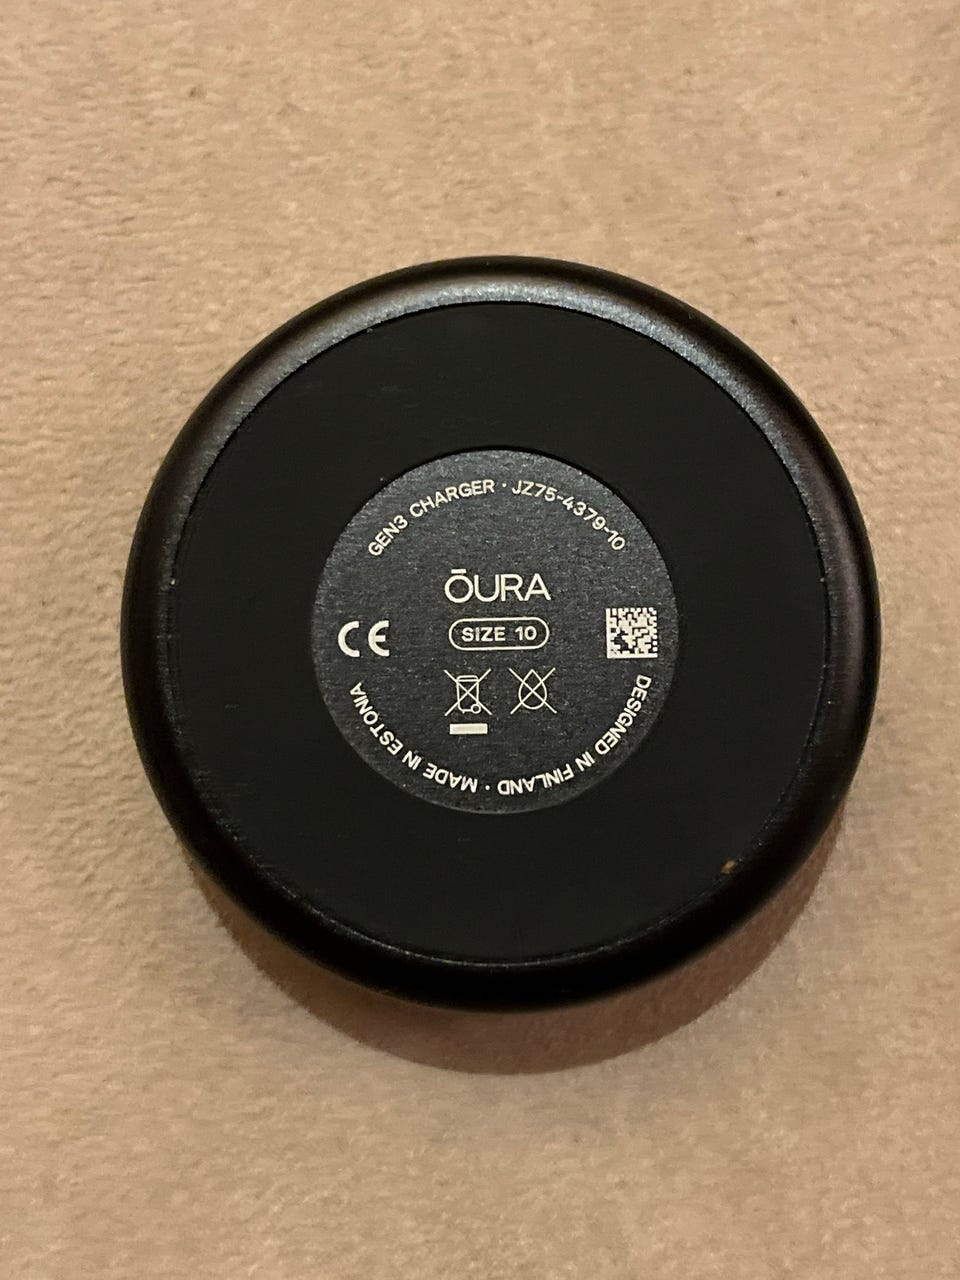 GEN3 CHARGER · JZ75-4379-10
ŌURA
SIZE 10
CE
DESIGNED IN FINLAND · MADE IN ESTONIA